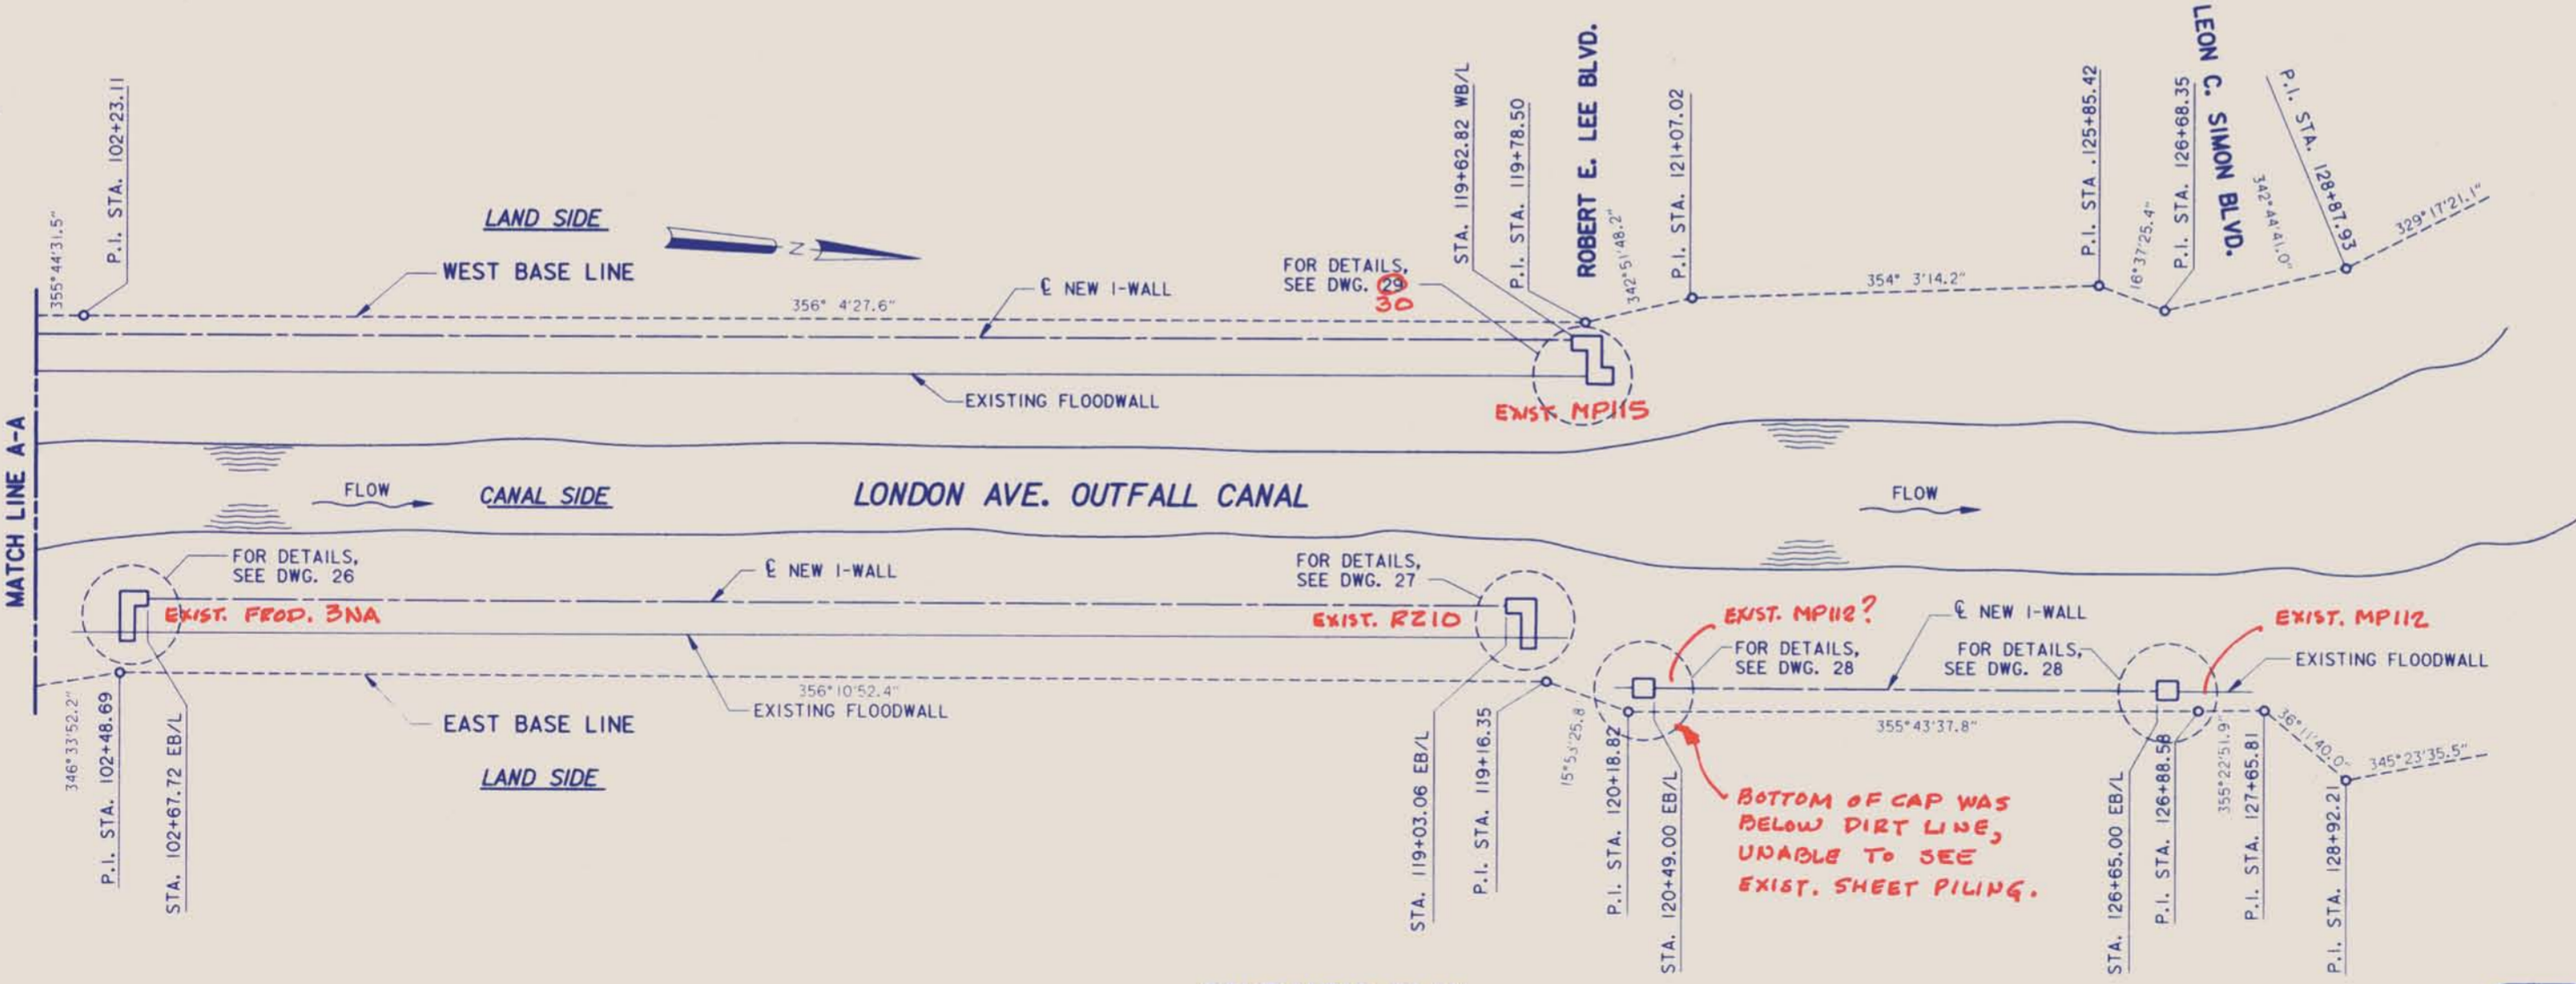 355°44'31.5"
P.I. STA. 102+23.11
LAND SIDE
WEST BASE LINE
Z
356° 4'27.6"
℄ NEW I-WALL
FOR DETAILS,
SEE DWG. 29
30
STA. 119+62.82 WB/L
P.I. STA. 119+78.50
ROBERT E. LEE BLVD.
342°51'48.2"
P.I. STA. 121+07.02
354° 3'14.2"
P.I. STA .125+85.42
16°37'25.4"
P.I. STA. 126+68.35
LEON C. SIMON BLVD.
342°44'41.0"
P.I. STA. 128+87.93
329°17'21.1"
EXISTING FLOODWALL
EXIST. MP115
MATCH LINE A-A
FLOW
CANAL SIDE
LONDON AVE. OUTFALL CANAL
FLOW
FOR DETAILS,
SEE DWG. 26
EXIST. FROD. 3NA
℄ NEW I-WALL
FOR DETAILS,
SEE DWG. 27
EXIST. RZ10
EXIST. MP112?
FOR DETAILS,
SEE DWG. 28
℄ NEW I-WALL
FOR DETAILS,
SEE DWG. 28
EXIST. MP112
EXISTING FLOODWALL
346°33'52.2"
P.I. STA. 102+48.69
STA. 102+67.72 EB/L
EAST BASE LINE
LAND SIDE
356°10'52.4"
EXISTING FLOODWALL
STA. 119+03.06 EB/L
P.I. STA. 119+16.35
15°53'25.8
P.I. STA. 120+18.82
STA. 120+49.00 EB/L
355°43'37.8"
BOTTOM OF CAP WAS
BELOW DIRT LINE,
UNABLE TO SEE
EXIST. SHEET PILING.
STA. 126+65.00 EB/L
P.I. STA. 126+88.58
355°22'51.9"
P.I. STA. 127+65.81
36°11'40.0"
P.I. STA. 128+92.21
345°23'35.5"